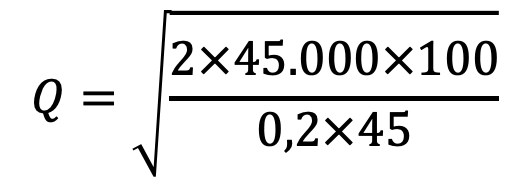 Q = √(2×45.000×100 / 0,2×45)